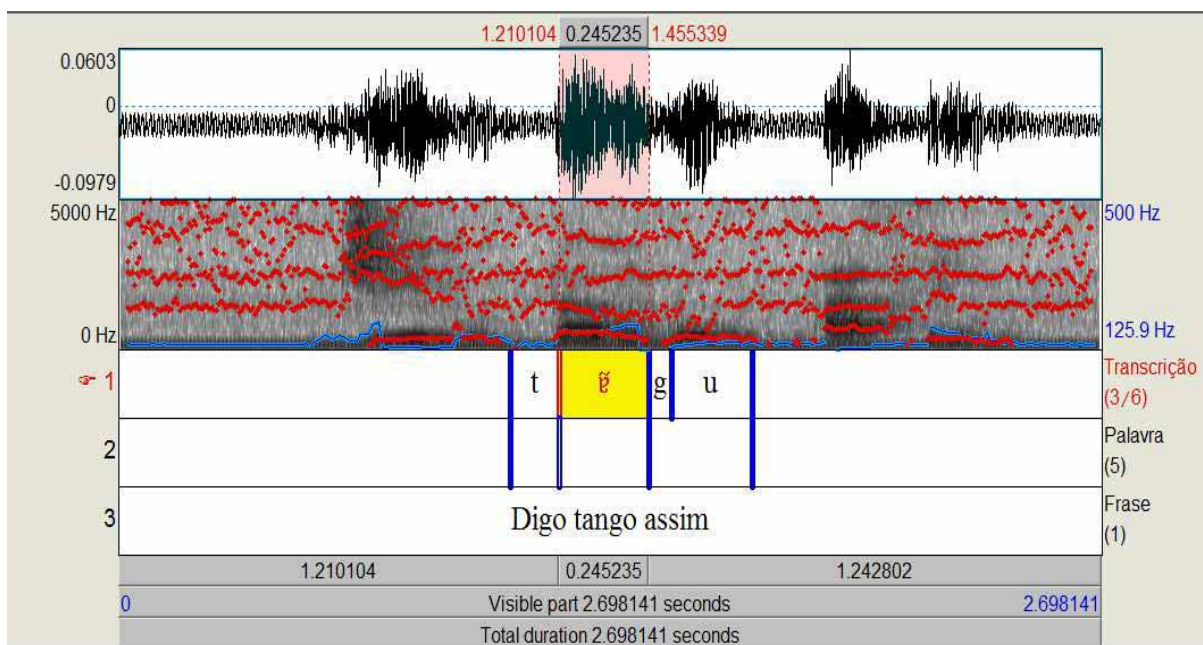 1.210104 0.245235 1.455339
0.0603
0
-0.0979
5000 Hz
500 Hz
0 Hz
125.9 Hz
1 t ɐ̃ g u Transcrição
(3/6)
2 Palavra
(5)
3 Digo tango assim Frase
(1)
1.210104 0.245235 1.242802
0 Visible part 2.698141 seconds 2.698141
Total duration 2.698141 seconds